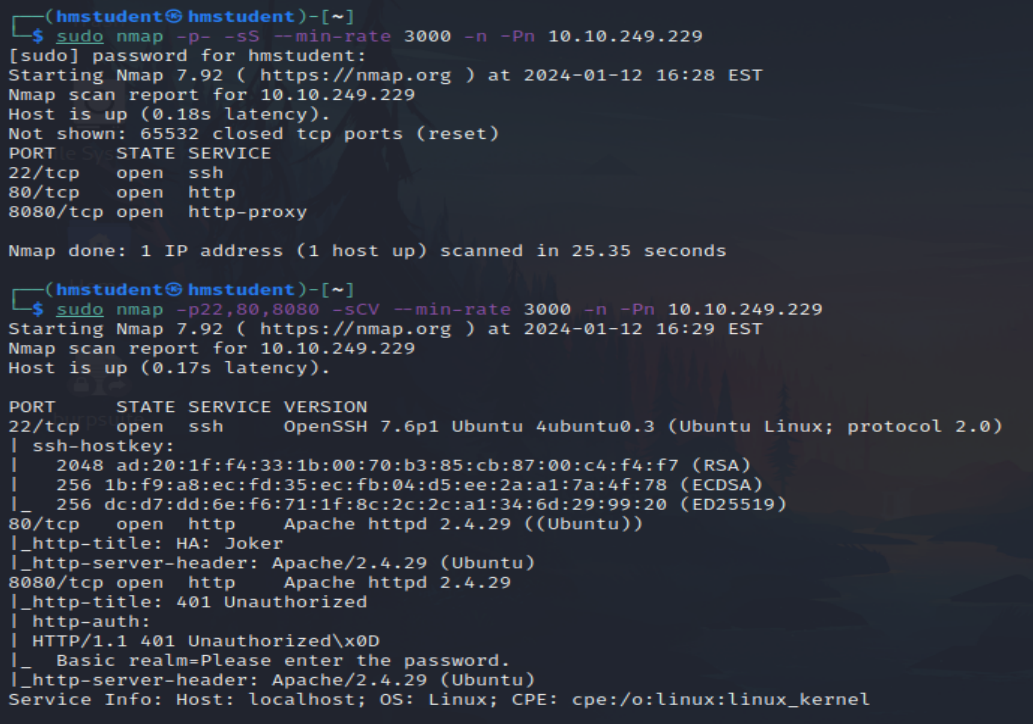 ┌──(hmstudent㉿hmstudent)-[~]
└─$ sudo nmap -p- -sS --min-rate 3000 -n -Pn 10.10.249.229
[sudo] password for hmstudent:
Starting Nmap 7.92 ( https://nmap.org ) at 2024-01-12 16:28 EST
Nmap scan report for 10.10.249.229
Host is up (0.18s latency).
Not shown: 65532 closed tcp ports (reset)
PORT     STATE SERVICE
22/tcp   open  ssh
80/tcp   open  http
8080/tcp open  http-proxy

Nmap done: 1 IP address (1 host up) scanned in 25.35 seconds

┌──(hmstudent㉿hmstudent)-[~]
└─$ sudo nmap -p22,80,8080 -sCV --min-rate 3000 -n -Pn 10.10.249.229
Starting Nmap 7.92 ( https://nmap.org ) at 2024-01-12 16:29 EST
Nmap scan report for 10.10.249.229
Host is up (0.17s latency).

PORT     STATE SERVICE VERSION
22/tcp   open  ssh     OpenSSH 7.6p1 Ubuntu 4ubuntu0.3 (Ubuntu Linux; protocol 2.0)
| ssh-hostkey:
|   2048 ad:20:1f:f4:33:1b:00:70:b3:85:cb:87:00:c4:f4:f7 (RSA)
|   256 1b:f9:a8:ec:fd:35:ec:fb:04:d5:ee:2a:a1:7a:4f:78 (ECDSA)
|_  256 dc:d7:dd:6e:f6:71:1f:8c:2c:2c:a1:34:6d:29:99:20 (ED25519)
80/tcp   open  http    Apache httpd 2.4.29 ((Ubuntu))
|_http-title: HA: Joker
|_http-server-header: Apache/2.4.29 (Ubuntu)
8080/tcp open  http    Apache httpd 2.4.29
|_http-title: 401 Unauthorized
| http-auth:
| HTTP/1.1 401 Unauthorized\x0D
|_  Basic realm=Please enter the password.
|_http-server-header: Apache/2.4.29 (Ubuntu)
Service Info: Host: localhost; OS: Linux; CPE: cpe:/o:linux:linux_kernel